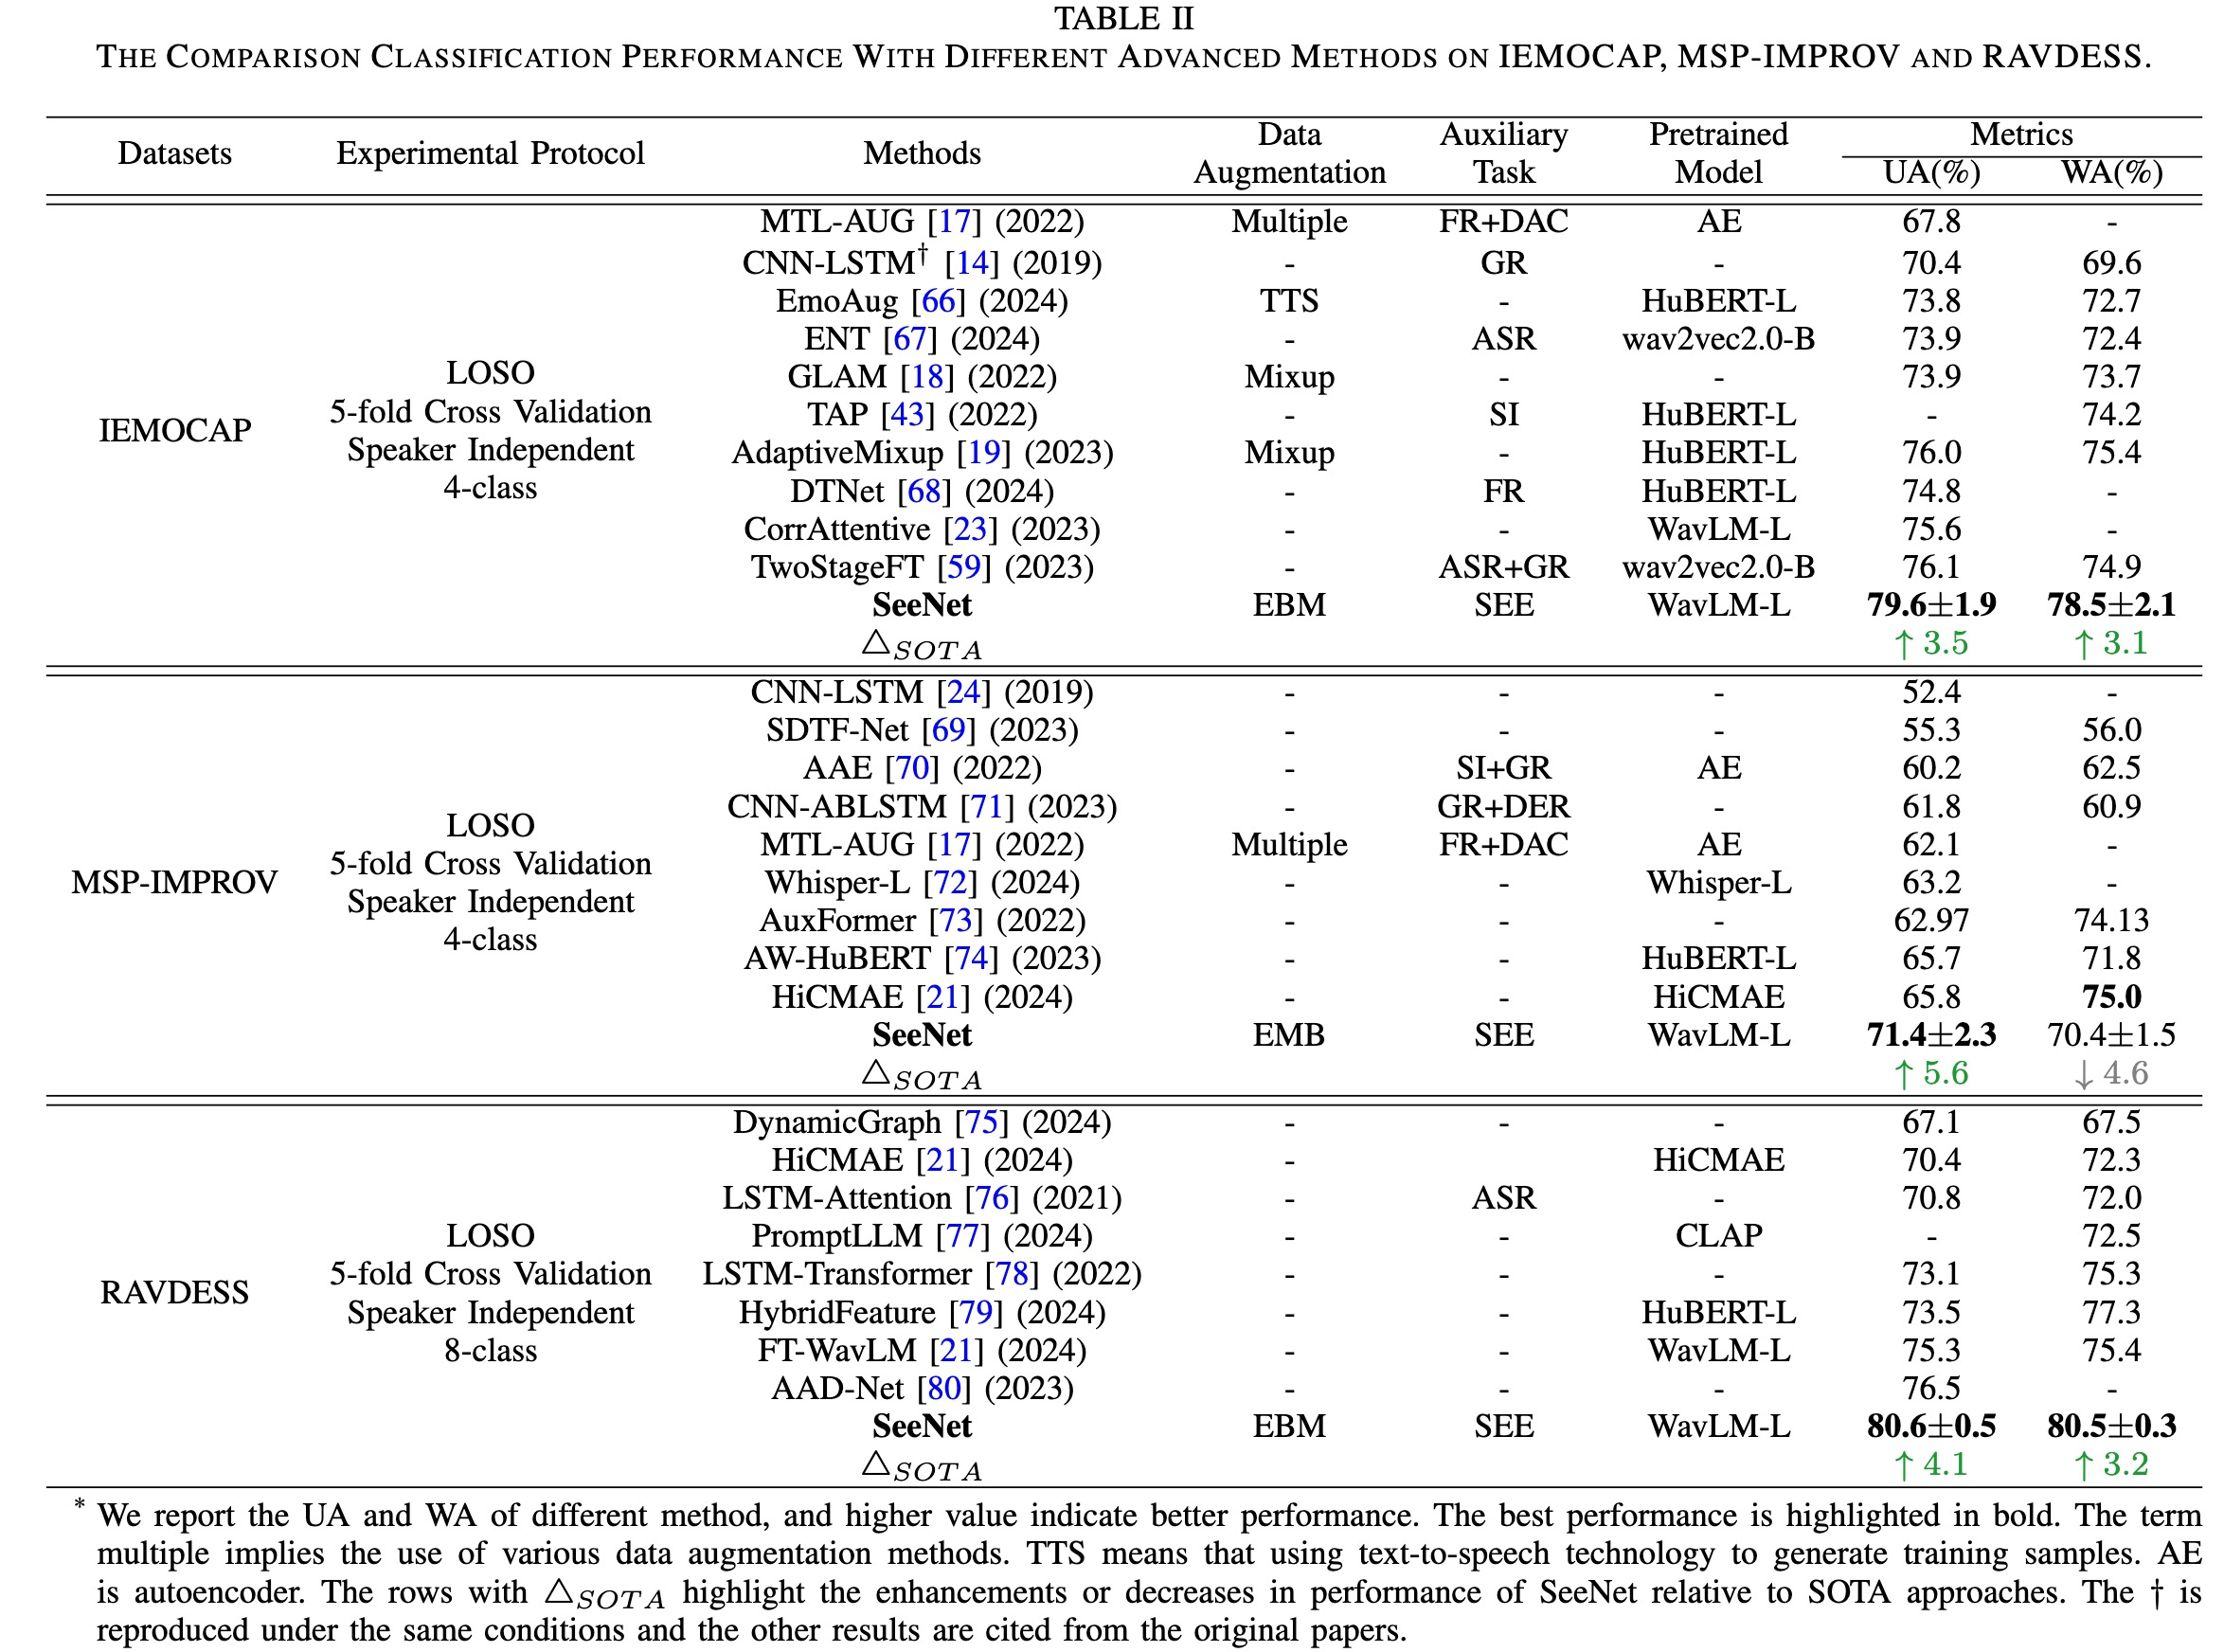 TABLE II
THE COMPARISON CLASSIFICATION PERFORMANCE WITH DIFFERENT ADVANCED METHODS ON IEMOCAP, MSP-IMPROV AND RAVDESS.
Datasets Experimental Protocol Methods Data Augmentation Auxiliary Task Pretrained Model Metrics UA(%) WA(%)
IEMOCAP
LOSO
5-fold Cross Validation
Speaker Independent
4-class
MTL-AUG [17] (2022) Multiple FR+DAC AE 67.8 -
CNN-LSTM† [14] (2019) - GR - 70.4 69.6
EmoAug [66] (2024) TTS - HuBERT-L 73.8 72.7
ENT [67] (2024) - ASR wav2vec2.0-B 73.9 72.4
GLAM [18] (2022) Mixup - - 73.9 73.7
TAP [43] (2022) - SI HuBERT-L - 74.2
AdaptiveMixup [19] (2023) Mixup - HuBERT-L 76.0 75.4
DTNet [68] (2024) - FR HuBERT-L 74.8 -
CorrAttentive [23] (2023) - - WavLM-L 75.6 -
TwoStageFT [59] (2023) - ASR+GR wav2vec2.0-B 76.1 74.9
SeeNet EBM SEE WavLM-L 79.6±1.9 78.5±2.1
△SOTA ↑ 3.5 ↑ 3.1
MSP-IMPROV
LOSO
5-fold Cross Validation
Speaker Independent
4-class
CNN-LSTM [24] (2019) - - - 52.4 -
SDTF-Net [69] (2023) - - - 55.3 56.0
AAE [70] (2022) - SI+GR AE 60.2 62.5
CNN-ABLSTM [71] (2023) - GR+DER - 61.8 60.9
MTL-AUG [17] (2022) Multiple FR+DAC AE 62.1 -
Whisper-L [72] (2024) - - Whisper-L 63.2 -
AuxFormer [73] (2022) - - - 62.97 74.13
AW-HuBERT [74] (2023) - - HuBERT-L 65.7 71.8
HiCMAE [21] (2024) - - HiCMAE 65.8 75.0
SeeNet EMB SEE WavLM-L 71.4±2.3 70.4±1.5
△SOTA ↑ 5.6 ↓ 4.6
RAVDESS
LOSO
5-fold Cross Validation
Speaker Independent
8-class
DynamicGraph [75] (2024) - - - 67.1 67.5
HiCMAE [21] (2024) - HiCMAE 70.4 72.3
LSTM-Attention [76] (2021) - ASR - 70.8 72.0
PromptLLM [77] (2024) - - CLAP - 72.5
LSTM-Transformer [78] (2022) - - - 73.1 75.3
HybridFeature [79] (2024) - - HuBERT-L 73.5 77.3
FT-WavLM [21] (2024) - - WavLM-L 75.3 75.4
AAD-Net [80] (2023) - - - 76.5 -
SeeNet EBM SEE WavLM-L 80.6±0.5 80.5±0.3
△SOTA ↑ 4.1 ↑ 3.2
* We report the UA and WA of different method, and higher value indicate better performance. The best performance is highlighted in bold. The term
multiple implies the use of various data augmentation methods. TTS means that using text-to-speech technology to generate training samples. AE
is autoencoder. The rows with △SOTA highlight the enhancements or decreases in performance of SeeNet relative to SOTA approaches. The † is
reproduced under the same conditions and the other results are cited from the original papers.